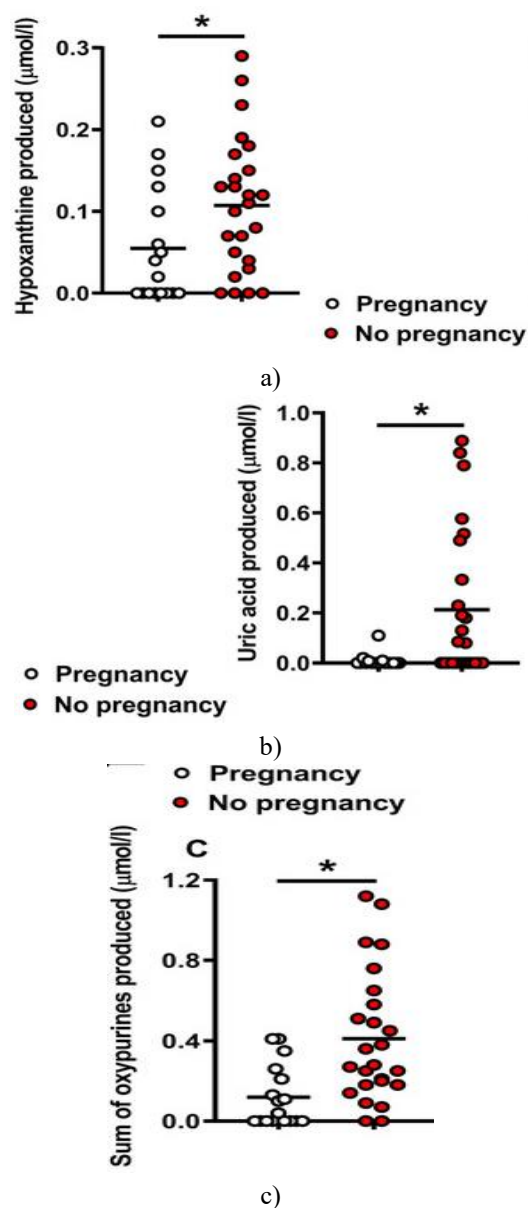 *
0.3
0.2
0.1
0.0
Hypoxanthine produced (μmol/l)
Pregnancy
No pregnancy
a)
*
1.0
0.8
0.6
0.4
0.2
0.0
Uric acid produced (μmol/l)
Pregnancy
No pregnancy
b)
Pregnancy
No pregnancy
C
*
1.2
0.8
0.4
0.0
Sum of oxypurines produced (μmol/l)
c)